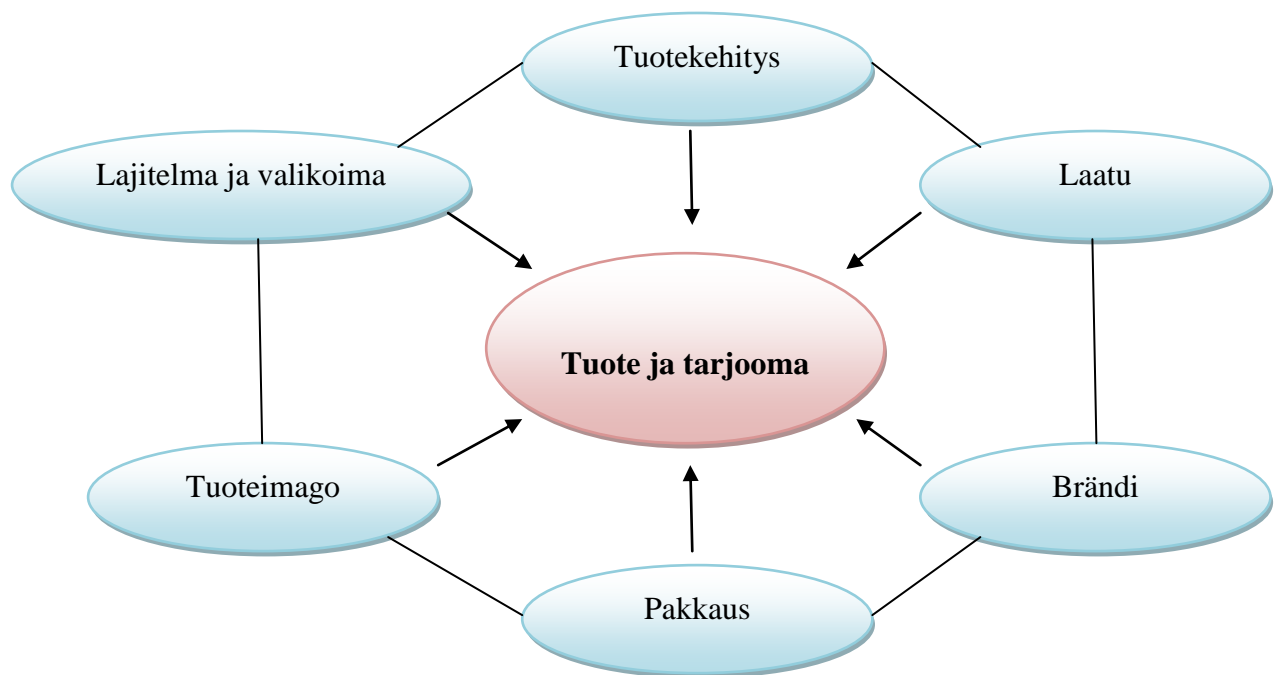 Tuotekehitys
Lajitelma ja valikoima
Laatu
Tuote ja tarjooma
Tuoteimago
Brändi
Pakkaus